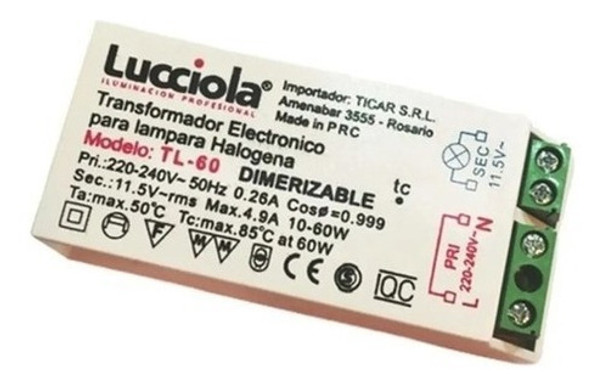 Lucciola®
ILUMINACION PROFESIONAL
Importador: TICAR S.R.L.
Amenabar 3555 - Rosario
Made in PRC
Transformador Electronico
para lampara Halogena
Modelo: TL-60 DIMERIZABLE
Pri.:220-240V~ 50Hz 0.26A Cosø=0.999
Sec.:11.5V~rms Max.4.9A 10-60W
Ta:max.50℃ Tc:max.85℃ at 60W
tc
F M M CE IQC
SEC
11.5V~
PRI
220-240V~
L N